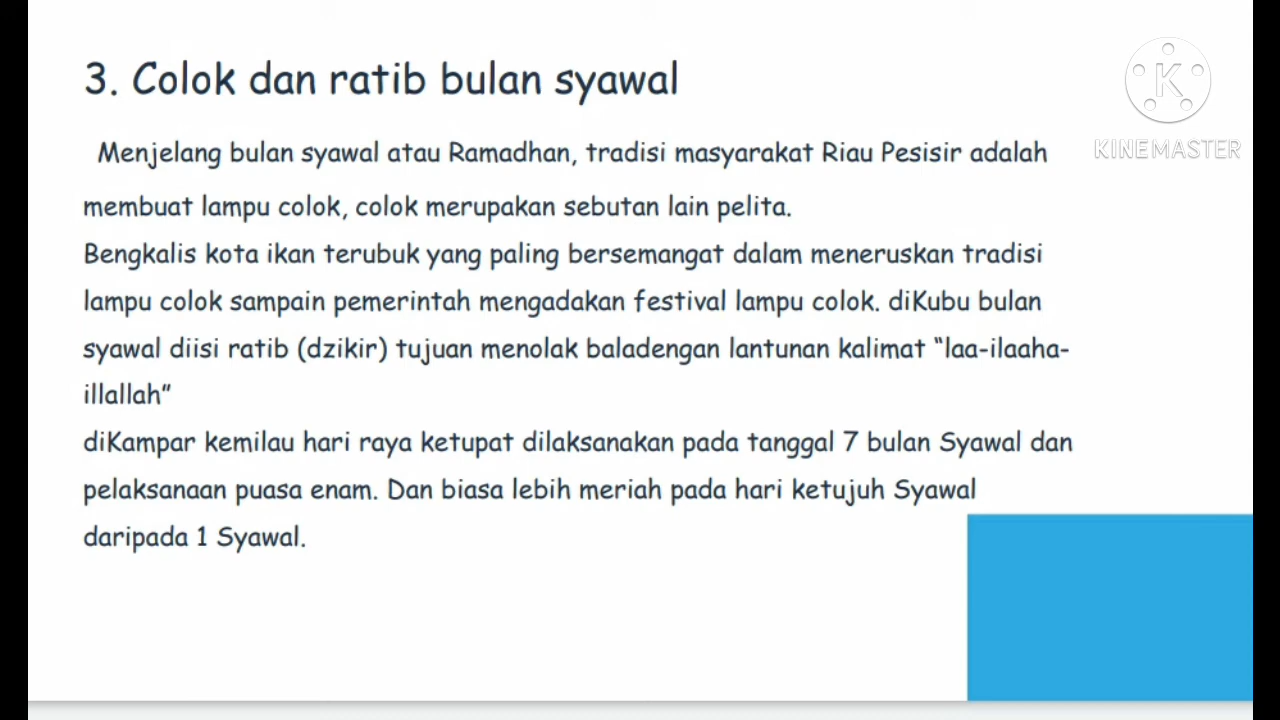 3. Colok dan ratib bulan syawal
K
KINEMASTER
Menjelang bulan syawal atau Ramadhan, tradisi masyarakat Riau Pesisir adalah
membuat lampu colok, colok merupakan sebutan lain pelita.
Bengkalis kota ikan terubuk yang paling bersemangat dalam meneruskan tradisi
lampu colok sampain pemerintah mengadakan festival lampu colok. diKubu bulan
syawal diisi ratib (dzikir) tujuan menolak baladengan lantunan kalimat “laa-ilaaha-
illallah”
diKampar kemilau hari raya ketupat dilaksanakan pada tanggal 7 bulan Syawal dan
pelaksanaan puasa enam. Dan biasa lebih meriah pada hari ketujuh Syawal
daripada 1 Syawal.